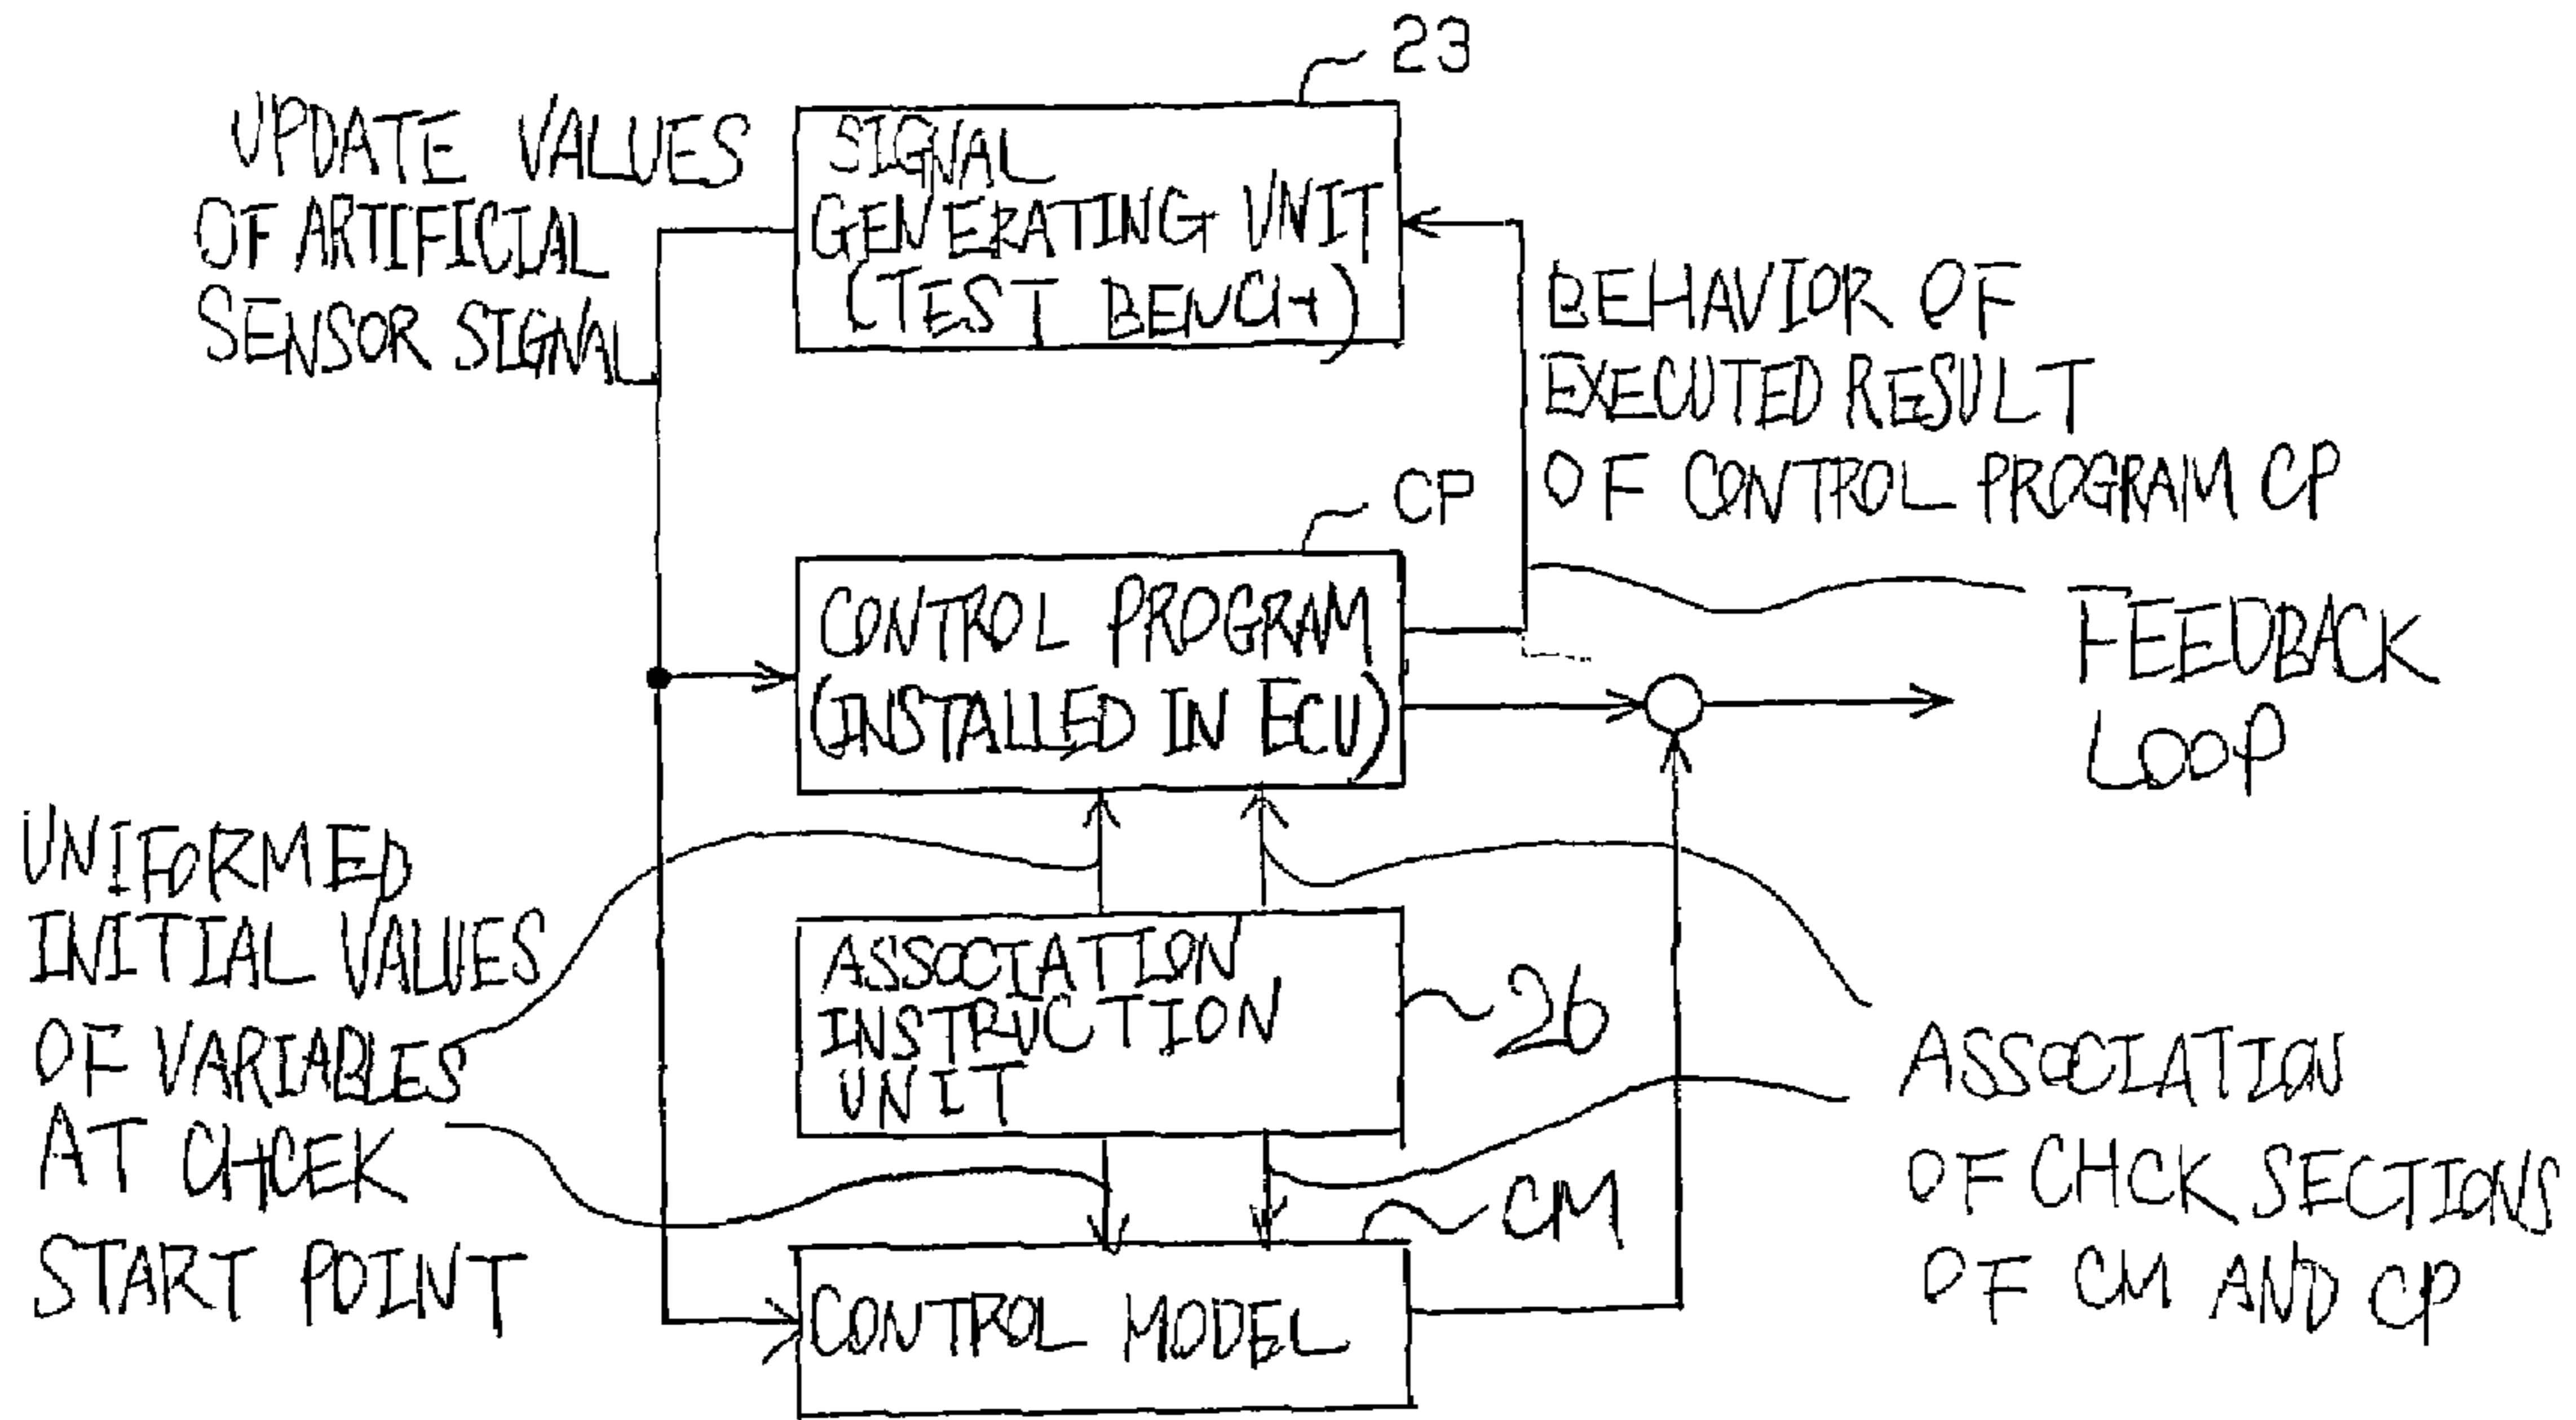 23
UPDATE VALUES
OF ARTIFICIAL
SENSOR SIGNAL
SIGNAL
GENERATING UNIT
(TEST BENCH)
BEHAVIOR OF
EXECUTED RESULT
OF CONTROL PROGRAM CP
CP
CONTROL PROGRAM
(INSTALLED IN ECU)
FEEDBACK
LOOP
UNIFORMED
INITIAL VALUES
OF VARIABLES
AT CHCEK
START POINT
ASSOCIATION
INSTRUCTION
UNIT
26
ASSOCIATION
OF CHCK SECTIONS
OF CM AND CP
CM
CONTROL MODEL